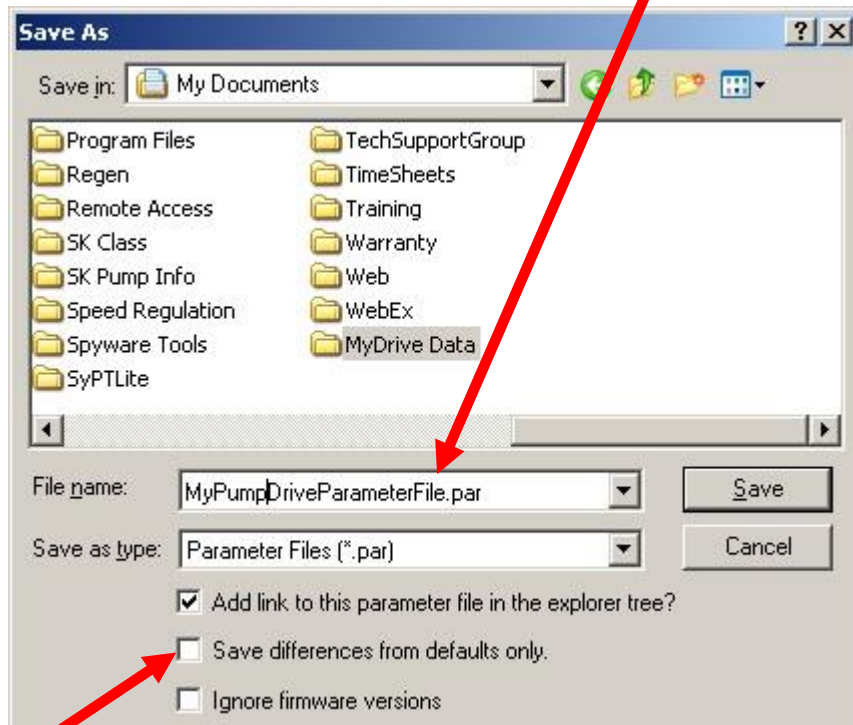 Save As
Save in: My Documents
Program Files
TechSupportGroup
Regen
TimeSheets
Remote Access
Training
SK Class
Warranty
SK Pump Info
Web
Speed Regulation
WebEx
Spyware Tools
MyDrive Data
SyPTLite
File name: MyPumpDriveParameterFile.par Save
Save as type: Parameter Files (*.par) Cancel
Add link to this parameter file in the explorer tree?
Save differences from defaults only.
Ignore firmware versions